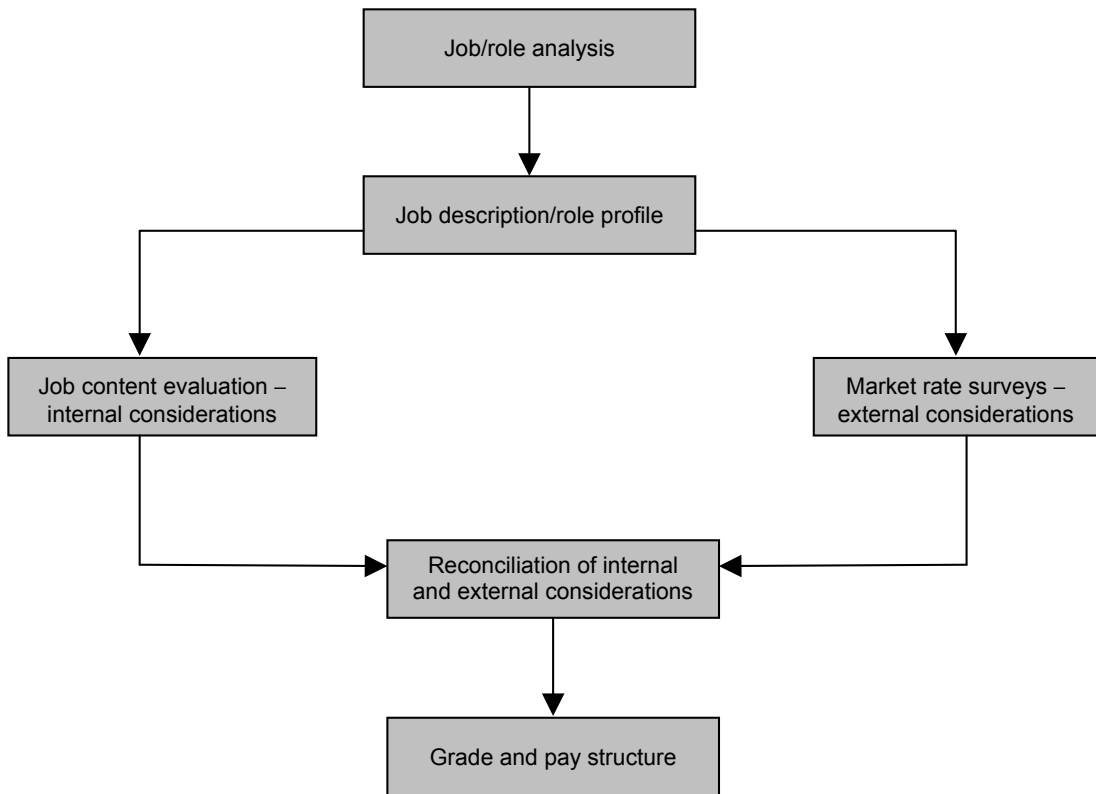 Job/role analysis
Job description/role profile
Job content evaluation –
internal considerations
Market rate surveys –
external considerations
Reconciliation of internal
and external considerations
Grade and pay structure